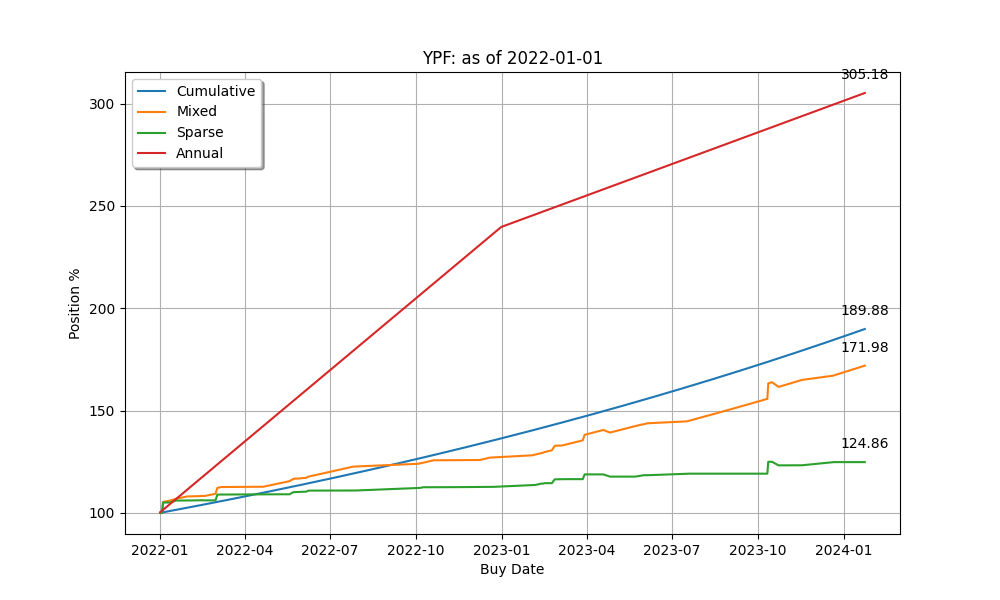 YPF: as of 2022-01-01
305.18
Cumulative
Mixed
Sparse
Annual
300
250
200
150
100
189.88
171.98
124.86
Position %
2022-01
2022-04
2022-07
2022-10
2023-01
2023-04
2023-07
2023-10
2024-01
Buy Date